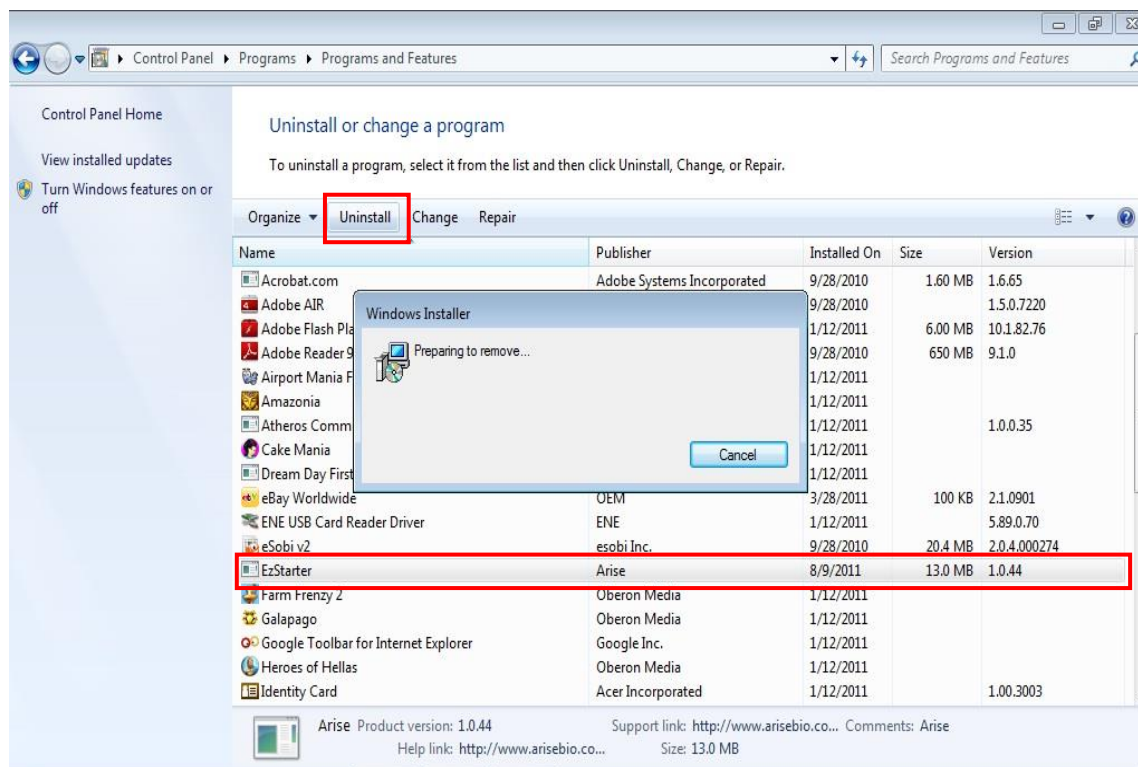 Control Panel Programs Programs and Features Search Programs and Features
Control Panel Home
View installed updates
Turn Windows features on or
off
Uninstall or change a program
To uninstall a program, select it from the list and then click Uninstall, Change, or Repair.
Organize Uninstall Change Repair
Name Publisher Installed On Size Version
Acrobat.com Adobe Systems Incorporated 9/28/2010 1.60 MB 1.6.65
Adobe AIR 9/28/2010 1.5.0.7220
Adobe Flash Pla 1/12/2011 6.00 MB 10.1.82.76
Adobe Reader 9 9/28/2010 650 MB 9.1.0
Airport Mania F 1/12/2011
Amazonia 1/12/2011
Atheros Comm 1/12/2011 1.0.0.35
Cake Mania 1/12/2011
Dream Day First 1/12/2011
Windows Installer
Preparing to remove...
Cancel
eBay Worldwide OEM 3/28/2011 100 KB 2.1.0901
ENE USB Card Reader Driver ENE 1/12/2011 5.89.0.70
eSobi v2 esobi Inc. 9/28/2010 20.4 MB 2.0.4.000274
EzStarter Arise 8/9/2011 13.0 MB 1.0.44
Farm Frenzy 2 Oberon Media 1/12/2011
Galapago Oberon Media 1/12/2011
Google Toolbar for Internet Explorer Google Inc. 1/12/2011
Heroes of Hellas Oberon Media 1/12/2011
Identity Card Acer Incorporated 1/12/2011 1.00.3003
Arise Product version: 1.0.44 Support link: http://www.arisebio.co... Comments: Arise
Help link: http://www.arisebio.co... Size: 13.0 MB